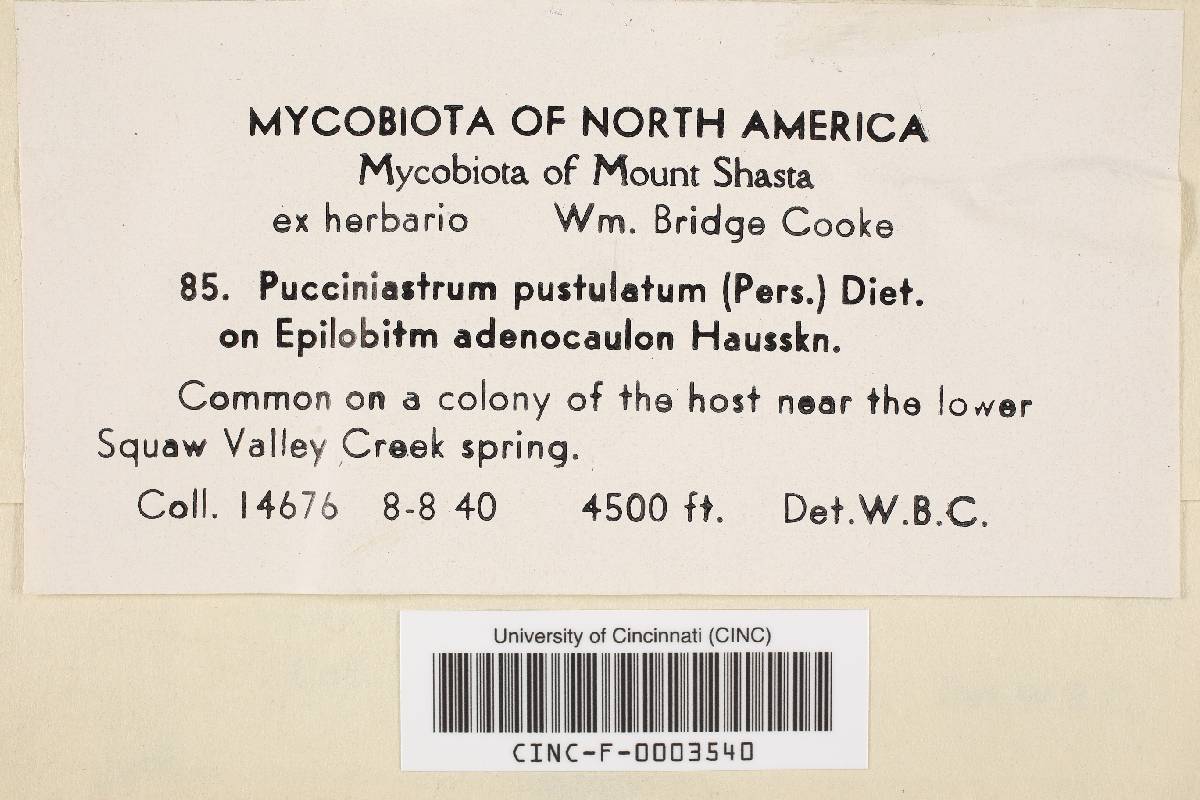 MYCOBIOTA OF NORTH AMERICA
Mycobiota of Mount Shasta
ex herbario Wm. Bridge Cooke
85. Pucciniastrum pustulatum (Pers.) Diet.
on Epilobitm adenocaulon Hausskn.
Common on a colony of the host near the lower
Squaw Valley Creek spring.
Coll. 14676 8-8 40 4500 ft. Det.W.B.C.
University of Cincinnati (CINC)
CINC-F-0003540